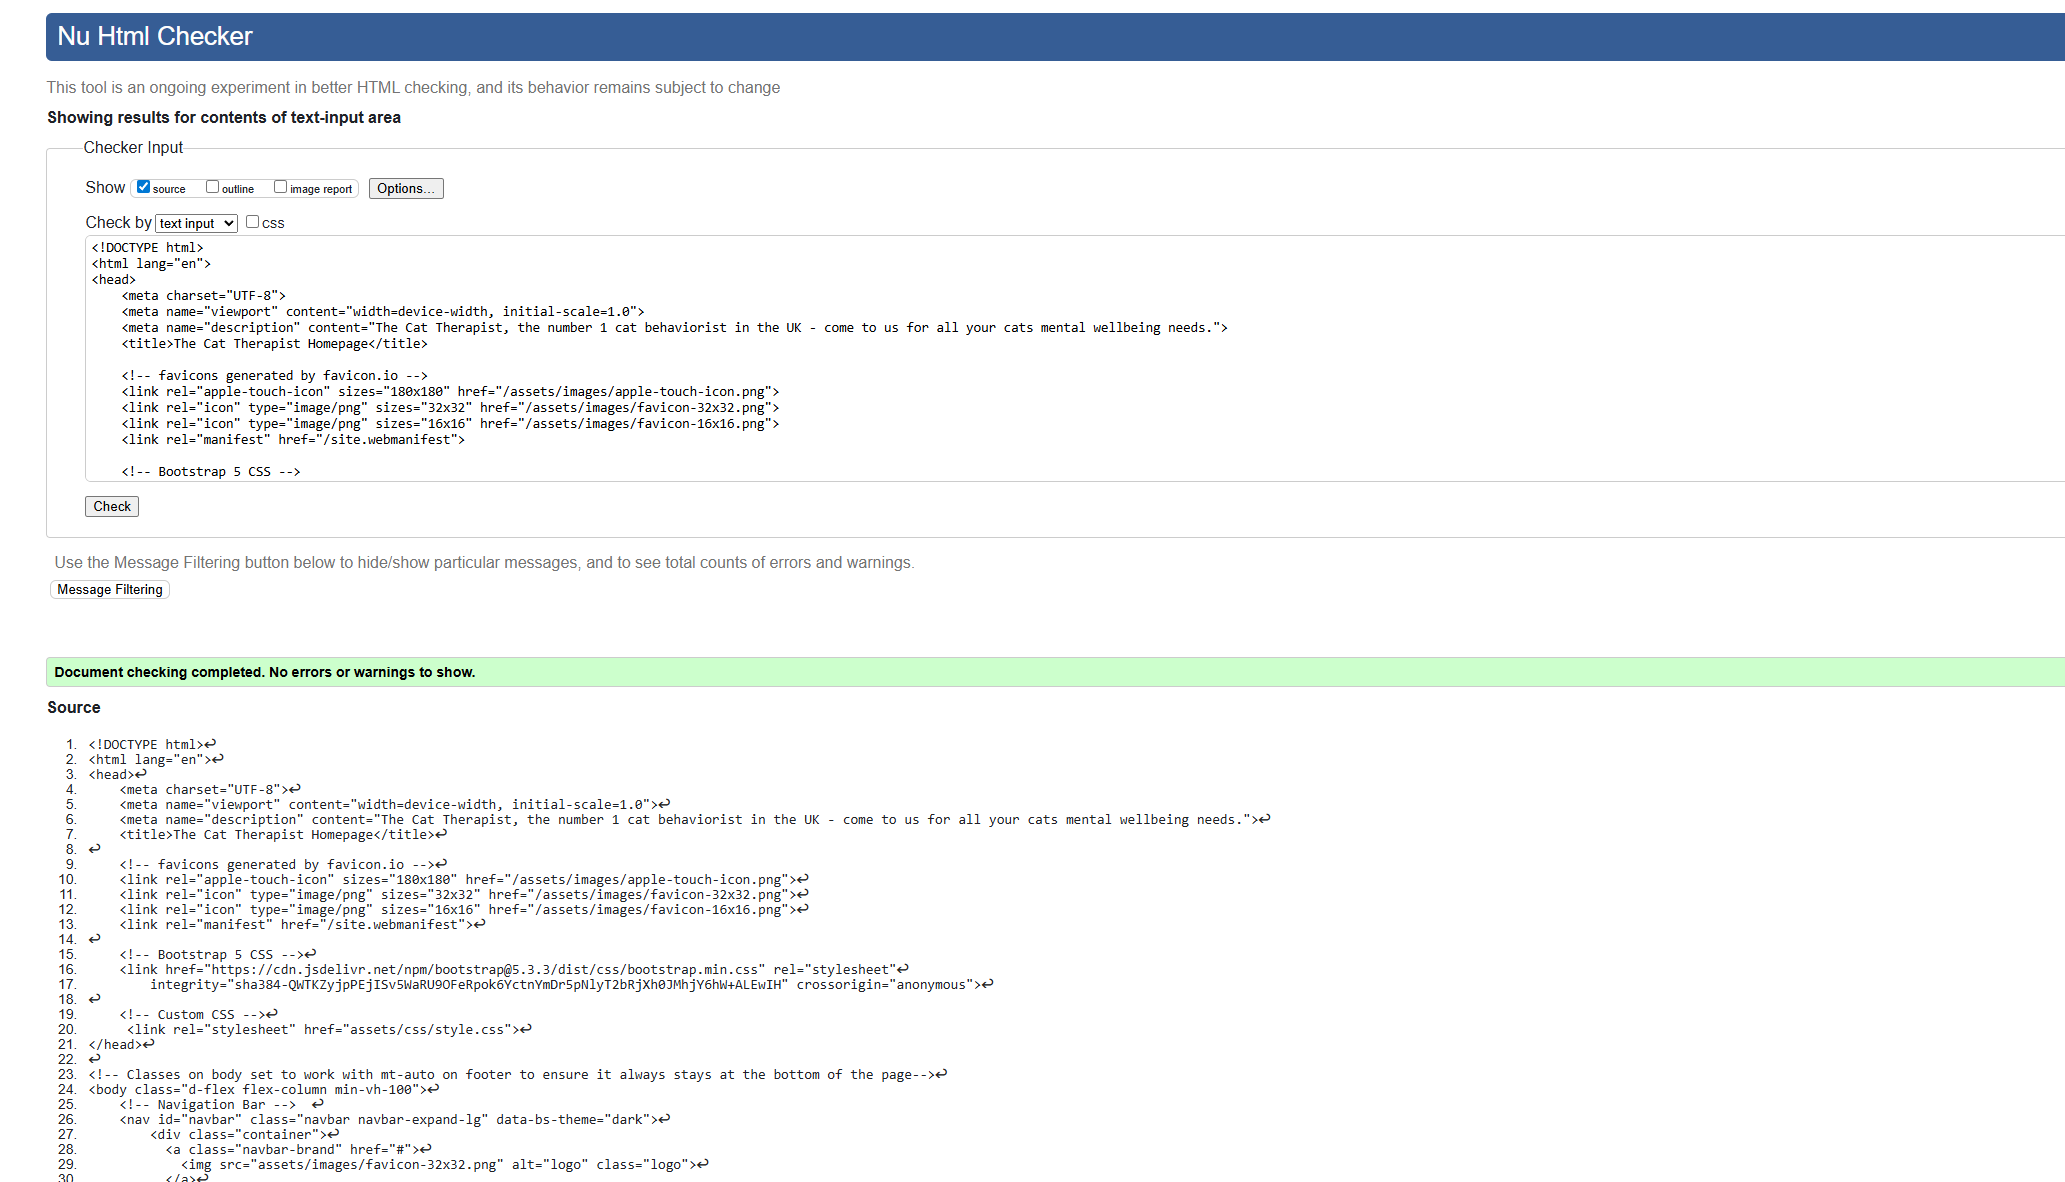 Nu Html Checker
This tool is an ongoing experiment in better HTML checking, and its behavior remains subject to change
Showing results for contents of text-input area
Checker Input
Show source outline image report Options...
Check by text input css
<!DOCTYPE html>
<html lang="en">
<head>
    <meta charset="UTF-8">
    <meta name="viewport" content="width=device-width, initial-scale=1.0">
    <meta name="description" content="The Cat Therapist, the number 1 cat behaviorist in the UK - come to us for all your cats mental wellbeing needs.">
    <title>The Cat Therapist Homepage</title>

    <!-- favicons generated by favicon.io -->
    <link rel="apple-touch-icon" sizes="180x180" href="/assets/images/apple-touch-icon.png">
    <link rel="icon" type="image/png" sizes="32x32" href="/assets/images/favicon-32x32.png">
    <link rel="icon" type="image/png" sizes="16x16" href="/assets/images/favicon-16x16.png">
    <link rel="manifest" href="/site.webmanifest">

    <!-- Bootstrap 5 CSS -->
Check
Use the Message Filtering button below to hide/show particular messages, and to see total counts of errors and warnings.
Message Filtering
Document checking completed. No errors or warnings to show.
Source
1. <!DOCTYPE html>↩
2. <html lang="en">↩
3. <head>↩
4.     <meta charset="UTF-8">↩
5.     <meta name="viewport" content="width=device-width, initial-scale=1.0">↩
6.     <meta name="description" content="The Cat Therapist, the number 1 cat behaviorist in the UK - come to us for all your cats mental wellbeing needs.">↩
7.     <title>The Cat Therapist Homepage</title>↩
8. ↩
9.     <!-- favicons generated by favicon.io -->↩
10.     <link rel="apple-touch-icon" sizes="180x180" href="/assets/images/apple-touch-icon.png">↩
11.     <link rel="icon" type="image/png" sizes="32x32" href="/assets/images/favicon-32x32.png">↩
12.     <link rel="icon" type="image/png" sizes="16x16" href="/assets/images/favicon-16x16.png">↩
13.     <link rel="manifest" href="/site.webmanifest">↩
14. ↩
15.     <!-- Bootstrap 5 CSS -->↩
16.     <link href="https://cdn.jsdelivr.net/npm/bootstrap@5.3.3/dist/css/bootstrap.min.css" rel="stylesheet"↩
17.         integrity="sha384-QWTKZyjpPEjISv5WaRU9OFeRpok6YctnYmDr5pNlyT2bRjXh0JMhjY6hW+ALEwIH" crossorigin="anonymous">↩
18. ↩
19.     <!-- Custom CSS -->↩
20.      <link rel="stylesheet" href="assets/css/style.css">↩
21. </head>↩
22. ↩
23. <!-- Classes on body set to work with mt-auto on footer to ensure it always stays at the bottom of the page-->↩
24. <body class="d-flex flex-column min-vh-100">↩
25.     <!-- Navigation Bar -->  ↩
26.     <nav id="navbar" class="navbar navbar-expand-lg" data-bs-theme="dark">↩
27.         <div class="container">↩
28.           <a class="navbar-brand" href="#">↩
29.             <img src="assets/images/favicon-32x32.png" alt="logo" class="logo">↩
30.           </a>↩